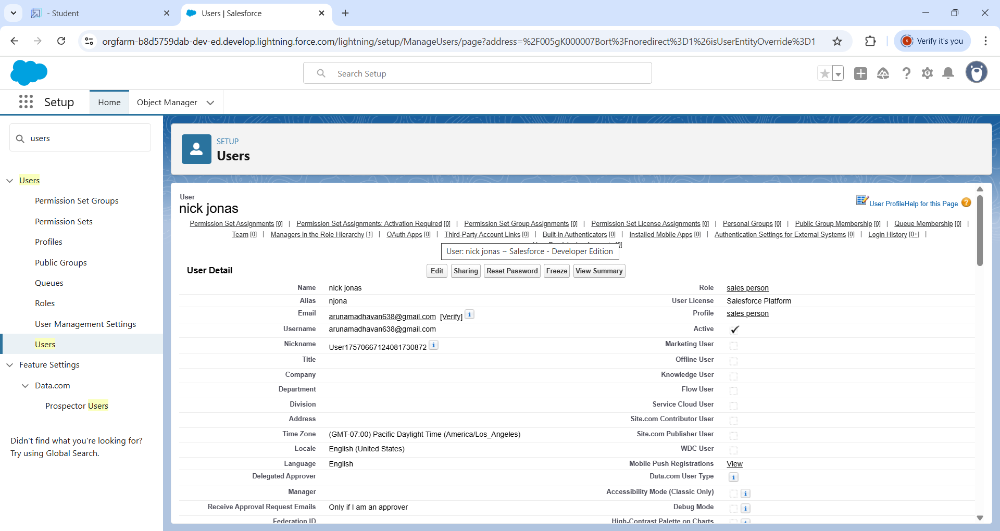 - Student
Users | Salesforce
orgfarm-b8d5759dab-dev-ed.develop.lightning.force.com/lightning/setup/ManageUsers/page?address=%2F005gK000007Bort%3Fnoredirect%3D1%26isUserEntityOverride%3D1
Verify it's you
Search Setup
Setup
Home
Object Manager
users
Users
Permission Set Groups
Permission Sets
Profiles
Public Groups
Queues
Roles
User Management Settings
Users
Feature Settings
Data.com
Prospector Users
Didn't find what you're looking for?
Try using Global Search.
SETUP
Users
User
nick jonas
User ProfileHelp for this Page
Permission Set Assignments [0] | Permission Set Assignments: Activation Required [0] | Permission Set Group Assignments [0] | Permission Set License Assignments [0] | Personal Groups [0] | Public Group Membership [0] | Queue Membership [0] |
Team [0] | Managers in the Role Hierarchy [1] | OAuth Apps [0] | Third-Party Account Links [0] | Built-in Authenticators [0] | Installed Mobile Apps [0] | Authentication Settings for External Systems [0] | Login History [0+] |
User: nick jonas ~ Salesforce - Developer Edition
User Detail
Edit Sharing Reset Password Freeze View Summary
Name nick jonas Role sales person
Alias njona User License Salesforce Platform
Email arunamadhavan638@gmail.com [Verify] Profile sales person
Username arunamadhavan638@gmail.com Active
Nickname User17570667124081730872 Marketing User
Title Offline User
Company Knowledge User
Department Flow User
Division Service Cloud User
Address Site.com Contributor User
Time Zone (GMT-07:00) Pacific Daylight Time (America/Los_Angeles) Site.com Publisher User
Locale English (United States) WDC User
Language English Mobile Push Registrations View
Delegated Approver Data.com User Type
Manager Accessibility Mode (Classic Only)
Receive Approval Request Emails Only if I am an approver Debug Mode
Federation ID High-Contrast Palette on Charts